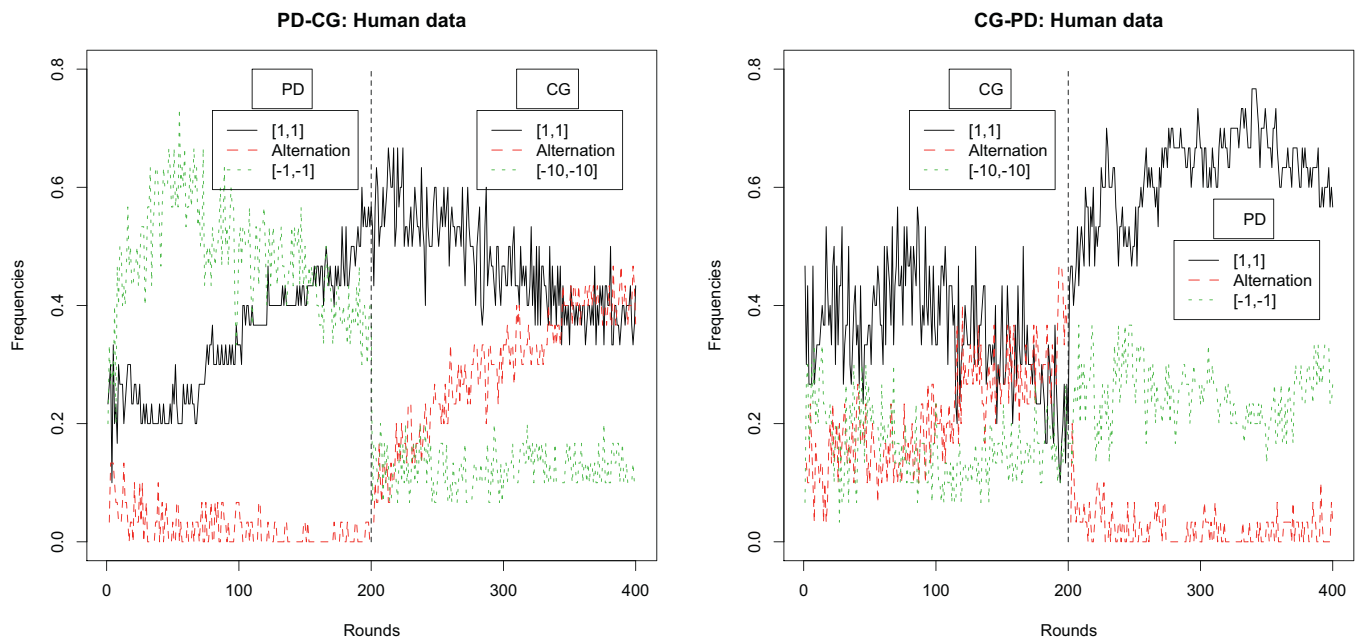 PD-CG: Human data
0.8
0.6
0.4
0.2
0.0
Frequencies
PD
[1,1]
Alternation
[-1,-1]
CG
[1,1]
Alternation
[-10,-10]
0 100 200 300 400
Rounds
CG-PD: Human data
0.8
0.6
0.4
0.2
0.0
Frequencies
CG
[1,1]
Alternation
[-10,-10]
PD
[1,1]
Alternation
[-1,-1]
0 100 200 300 400
Rounds